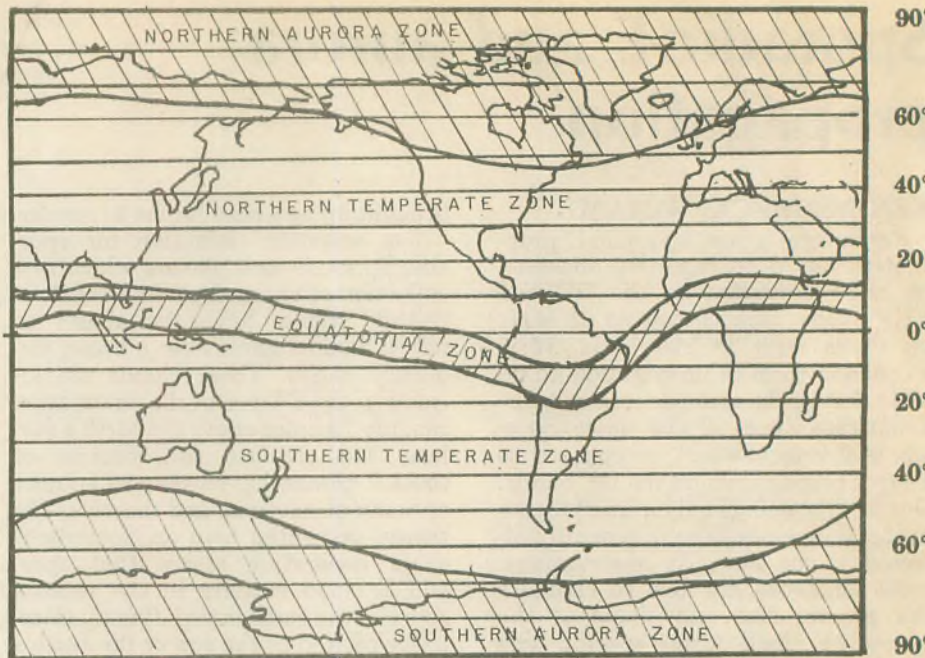 90°
NORTHERN AURORA ZONE
60°
40°
NORTHERN TEMPERATE ZONE
20°
EQUATORIAL ZONE
0°
20°
SOUTHERN TEMPERATE ZONE
40°
60°
SOUTHERN AURORA ZONE
90°